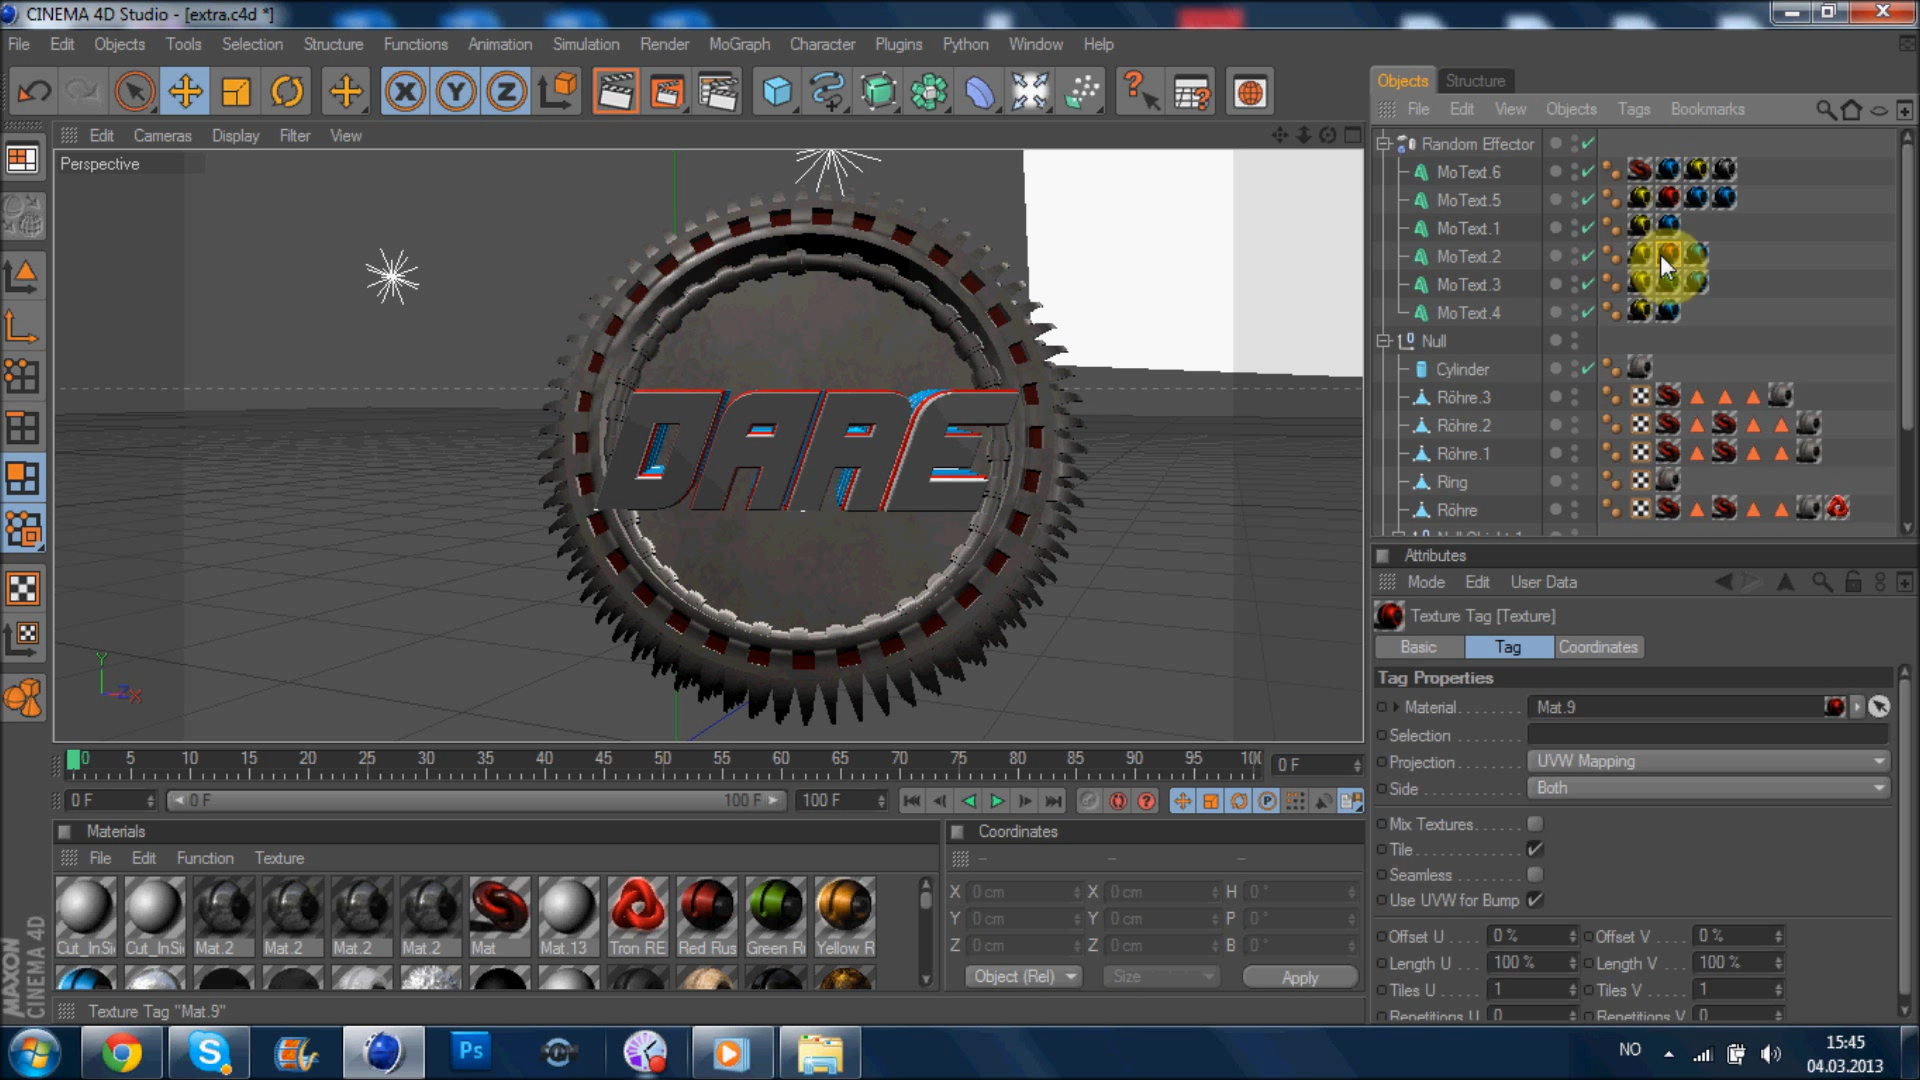 CINEMA 4D Studio - [extra.c4d *]
File Edit Objects Tools Selection Structure Functions Animation Simulation Render MoGraph Character Plugins Python Window Help
Objects Structure
File Edit View Objects Tags Bookmarks
Edit Cameras Display Filter View
Perspective
Random Effector
MoText.6
MoText.5
MoText.1
MoText.2
MoText.3
MoText.4
Null
Cylinder
Röhre.3
Röhre.2
Röhre.1
Ring
Röhre
DARE
Y
Z X
Attributes
Mode Edit User Data
Texture Tag [Texture]
Basic Tag Coordinates
Tag Properties
Material Mat.9
Selection
Projection UVW Mapping
Side Both
Mix Textures
Tile
Seamless
Use UVW for Bump
Offset U 0 % Offset V 0 %
Length U 100 % Length V 100 %
Tiles U 1 Tiles V 1
Repetitions U 0 Repetitions V 0
0 5 10 15 20 25 30 35 40 45 50 55 60 65 70 75 80 85 90 95 0 F
0 F 0 F 100 F 100 F
Materials
File Edit Function Texture
Cut_InSi Cut_InSi Mat.2 Mat.2 Mat.2 Mat.2 Mat Mat.13 Tron RE Red Rus Green R Yellow R
Coordinates
X 0 cm X 0 cm H 0 °
Y 0 cm Y 0 cm P 0 °
Z 0 cm Z 0 cm B 0 °
Object (Rel) Size Apply
MAXON
CINEMA 4D
Texture Tag "Mat.9"
Ps
NO
15:45
04.03.2013